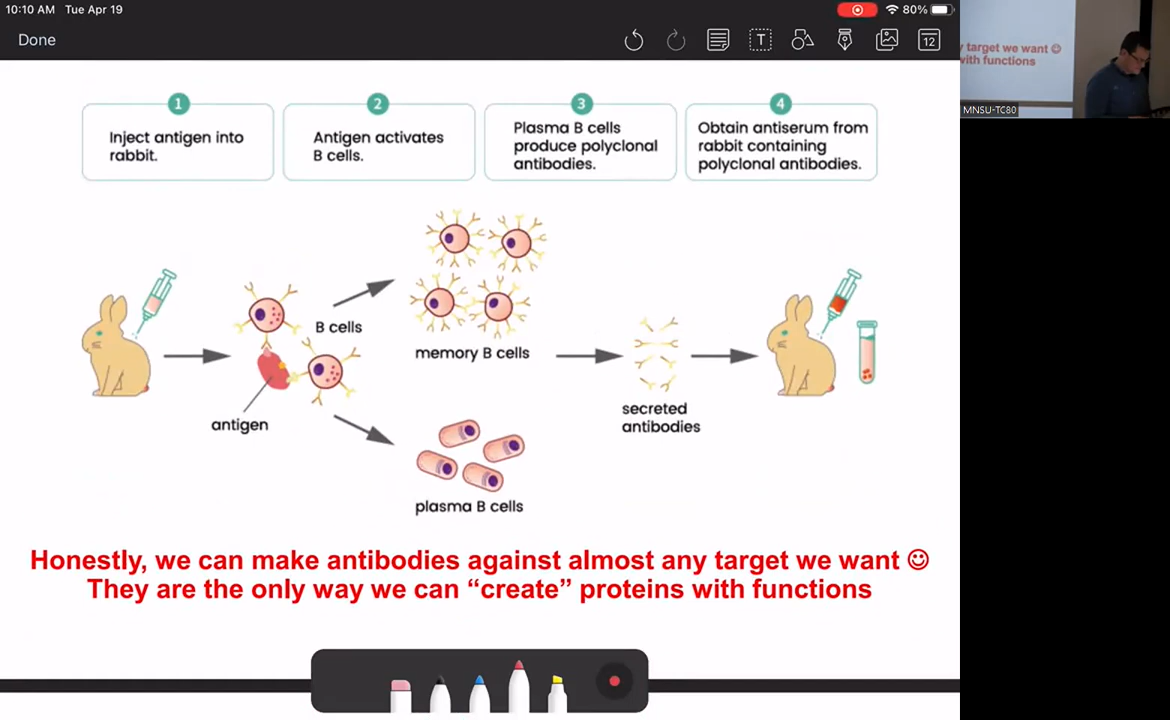 10:10 AM Tue Apr 19
80%
Done
T
12
1
Inject antigen into
rabbit.
2
Antigen activates
B cells.
3
Plasma B cells
produce polyclonal
antibodies.
4
Obtain antiserum from
rabbit containing
polyclonal antibodies.
B cells
antigen
memory B cells
plasma B cells
secreted
antibodies
Honestly, we can make antibodies against almost any target we want ☺
They are the only way we can “create” proteins with functions
target we want ☺
with functions
MNSU-TC80